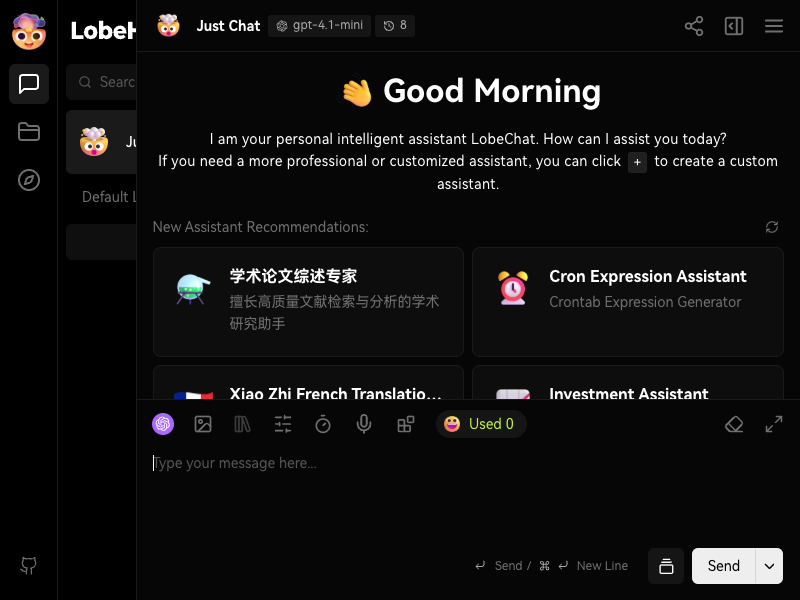 LobeH
Just Chat
gpt-4.1-mini
8
Searc
Ju
Default L
👋 Good Morning
I am your personal intelligent assistant LobeChat. How can I assist you today?
If you need a more professional or customized assistant, you can click + to create a custom
assistant.
New Assistant Recommendations:
学术论文综述专家
擅长高质量文献检索与分析的学术
研究助手
Cron Expression Assistant
Crontab Expression Generator
Xiao Zhi French Translatio...
Investment Assistant
Used 0
Type your message here...
↵ Send / ⌘ ↵ New Line
Send